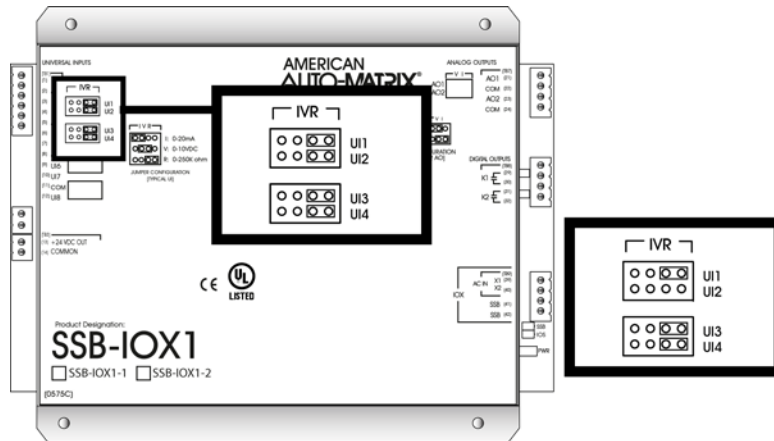 UNIVERSAL INPUTS
IVR
UI1
UI2
UI3
UI4
UI6
UI7
COM
UI8
+24 VDC OUT
COMMON
I V R
I: 0-20mA
V: 0-10VDC
R: 0-250K ohm
JUMPER CONFIGURATION
(TYPICAL UI)
AMERICAN
AUTO-MATRIX®
IVR
UI1
UI2
UI3
UI4
ANALOG OUTPUTS
V I
AO1
AO2
AO1
COM
AO2
COM
V I
DIGITAL OUTPUTS
K1
K2
IOX
AC IN
X1
X2
SSB
SSB
SSB
IOS
PWR
CE
UL
LISTED
Product Designation:
SSB-IOX1
SSB-IOX1-1 SSB-IOX1-2
(0575C)
IVR
UI1
UI2
UI3
UI4